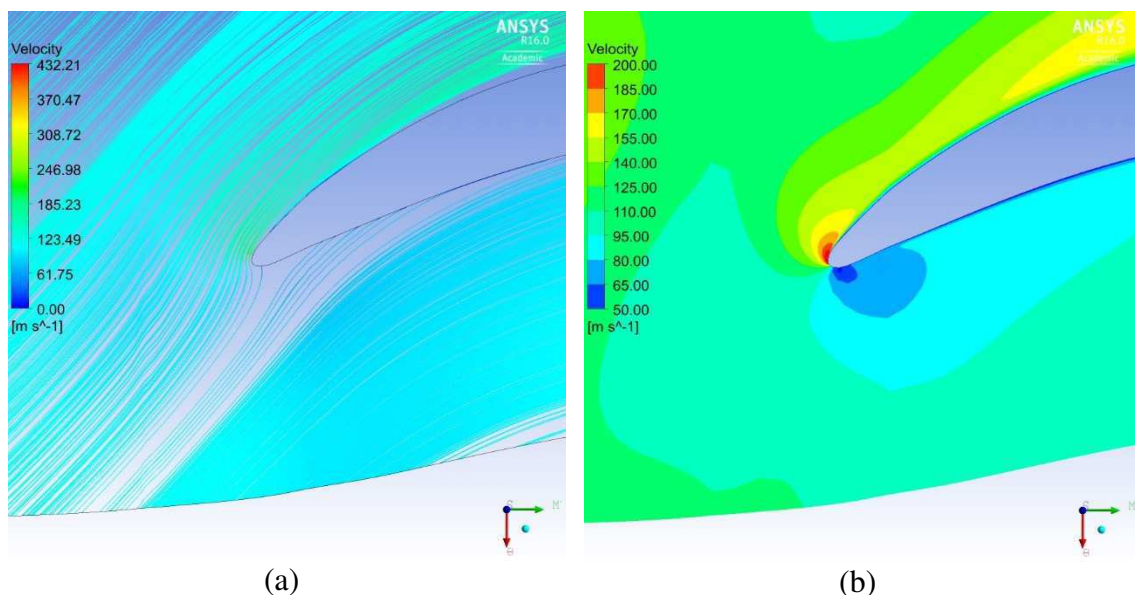 ANSYS
R16.0
Academic
Velocity
432.21
370.47
308.72
246.98
185.23
123.49
61.75
0.00
[m s^-1]
M
(a)
ANSYS
R16.0
Academic
Velocity
200.00
185.00
170.00
155.00
140.00
125.00
110.00
95.00
80.00
65.00
50.00
[m s^-1]
(b)